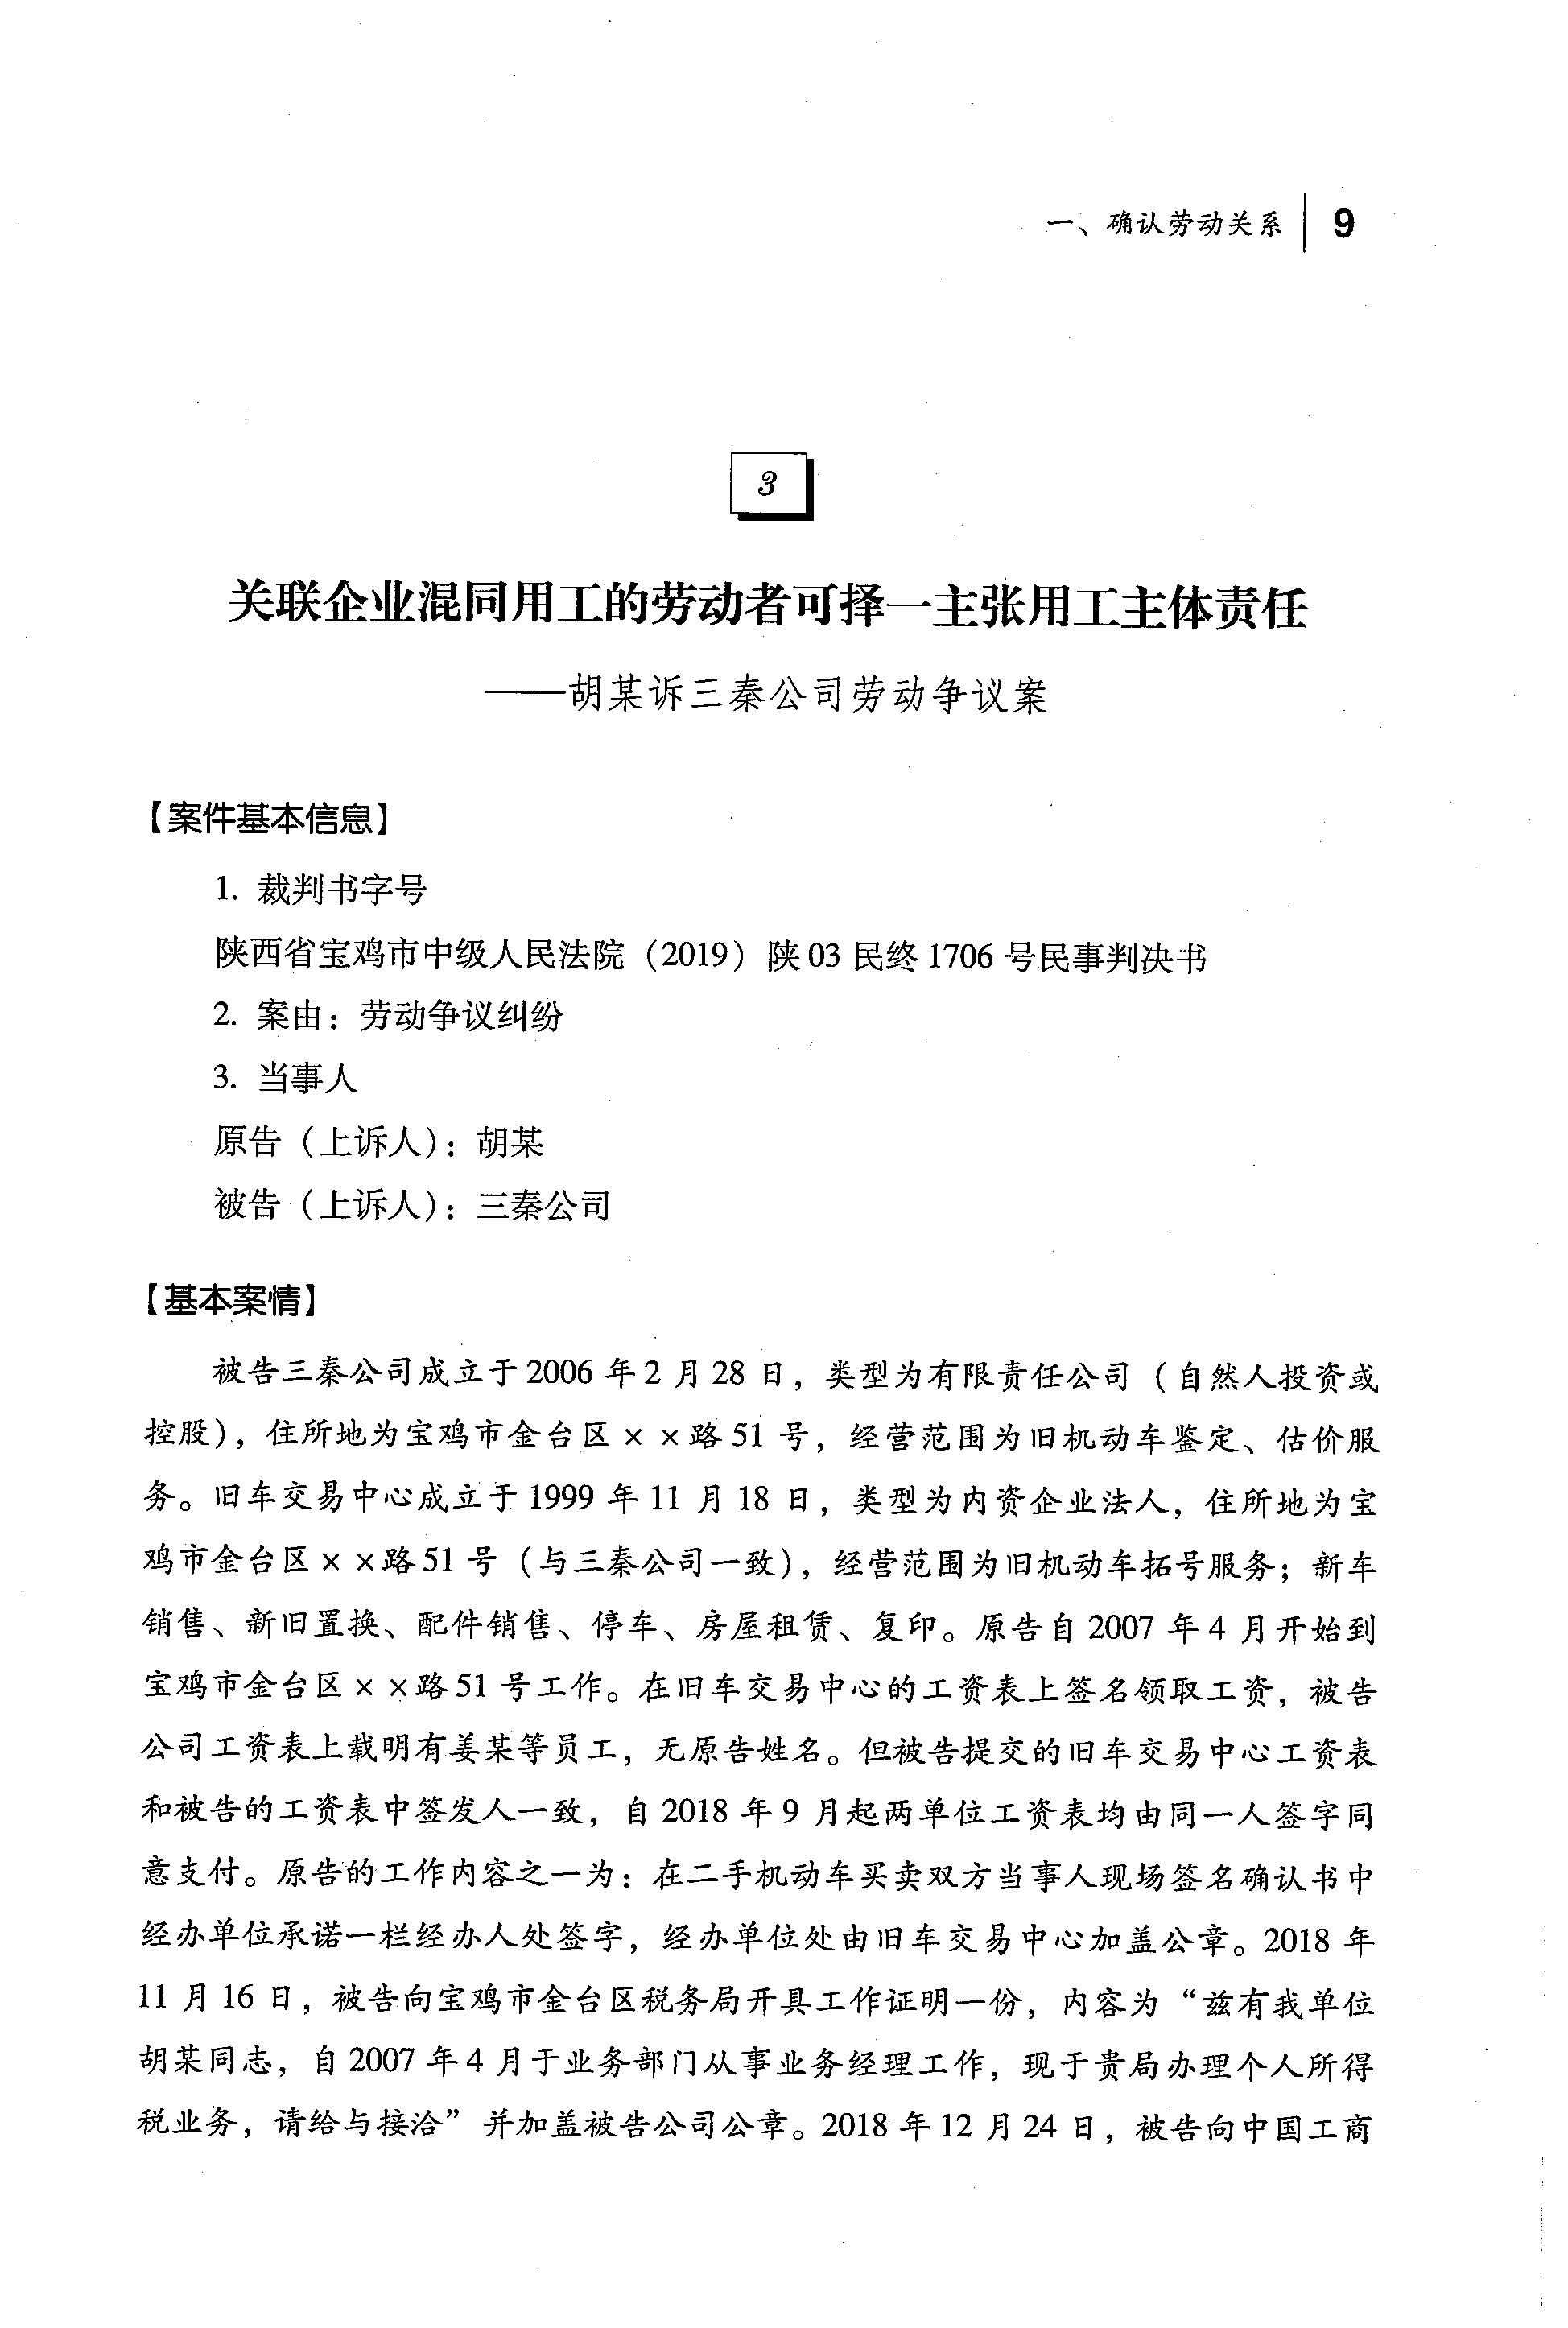 一、确认劳动关系 9
3
关联企业混同用工的劳动者可择一主张用工主体责任
——胡某诉三秦公司劳动争议案
【案件基本信息】
1. 裁判书字号
陕西省宝鸡市中级人民法院（2019）陕03民终1706号民事判决书
2. 案由：劳动争议纠纷
3. 当事人
原告（上诉人）：胡某
被告（上诉人）：三秦公司
【基本案情】
被告三秦公司成立于2006年2月28日，类型为有限责任公司（自然人投资或
控股），住所地为宝鸡市金台区××路51号，经营范围为旧机动车鉴定、估价服
务。旧车交易中心成立于1999年11月18日，类型为内资企业法人，住所地为宝
鸡市金台区××路51号（与三秦公司一致），经营范围为旧机动车拓号服务；新车
销售、新旧置换、配件销售、停车、房屋租赁、复印。原告自2007年4月开始到
宝鸡市金台区××路51号工作。在旧车交易中心的工资表上签名领取工资，被告
公司工资表上载明有姜某等员工，无原告姓名。但被告提交的旧车交易中心工资表
和被告的工资表中签发人一致，自2018年9月起两单位工资表均由同一人签字同
意支付。原告的工作内容之一为：在二手机动车买卖双方当事人现场签名确认书中
经办单位承诺一栏经办人处签字，经办单位处由旧车交易中心加盖公章。2018年
11月16日，被告向宝鸡市金台区税务局开具工作证明一份，内容为“兹有我单位
胡某同志，自2007年4月于业务部门从事业务经理工作，现于贵局办理个人所得
税业务，请给与接洽”并加盖被告公司公章。2018年12月24日，被告向中国工商